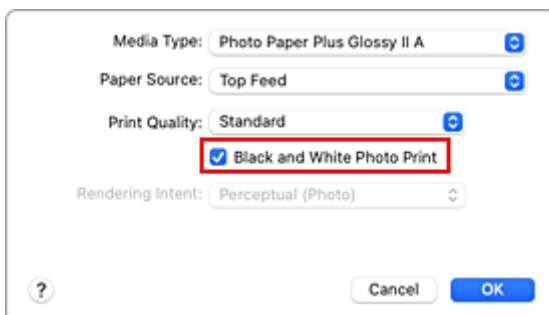 Media Type: Photo Paper Plus Glossy II A
Paper Source: Top Feed
Print Quality: Standard
Black and White Photo Print
Rendering Intent: Perceptual (Photo)
? Cancel OK